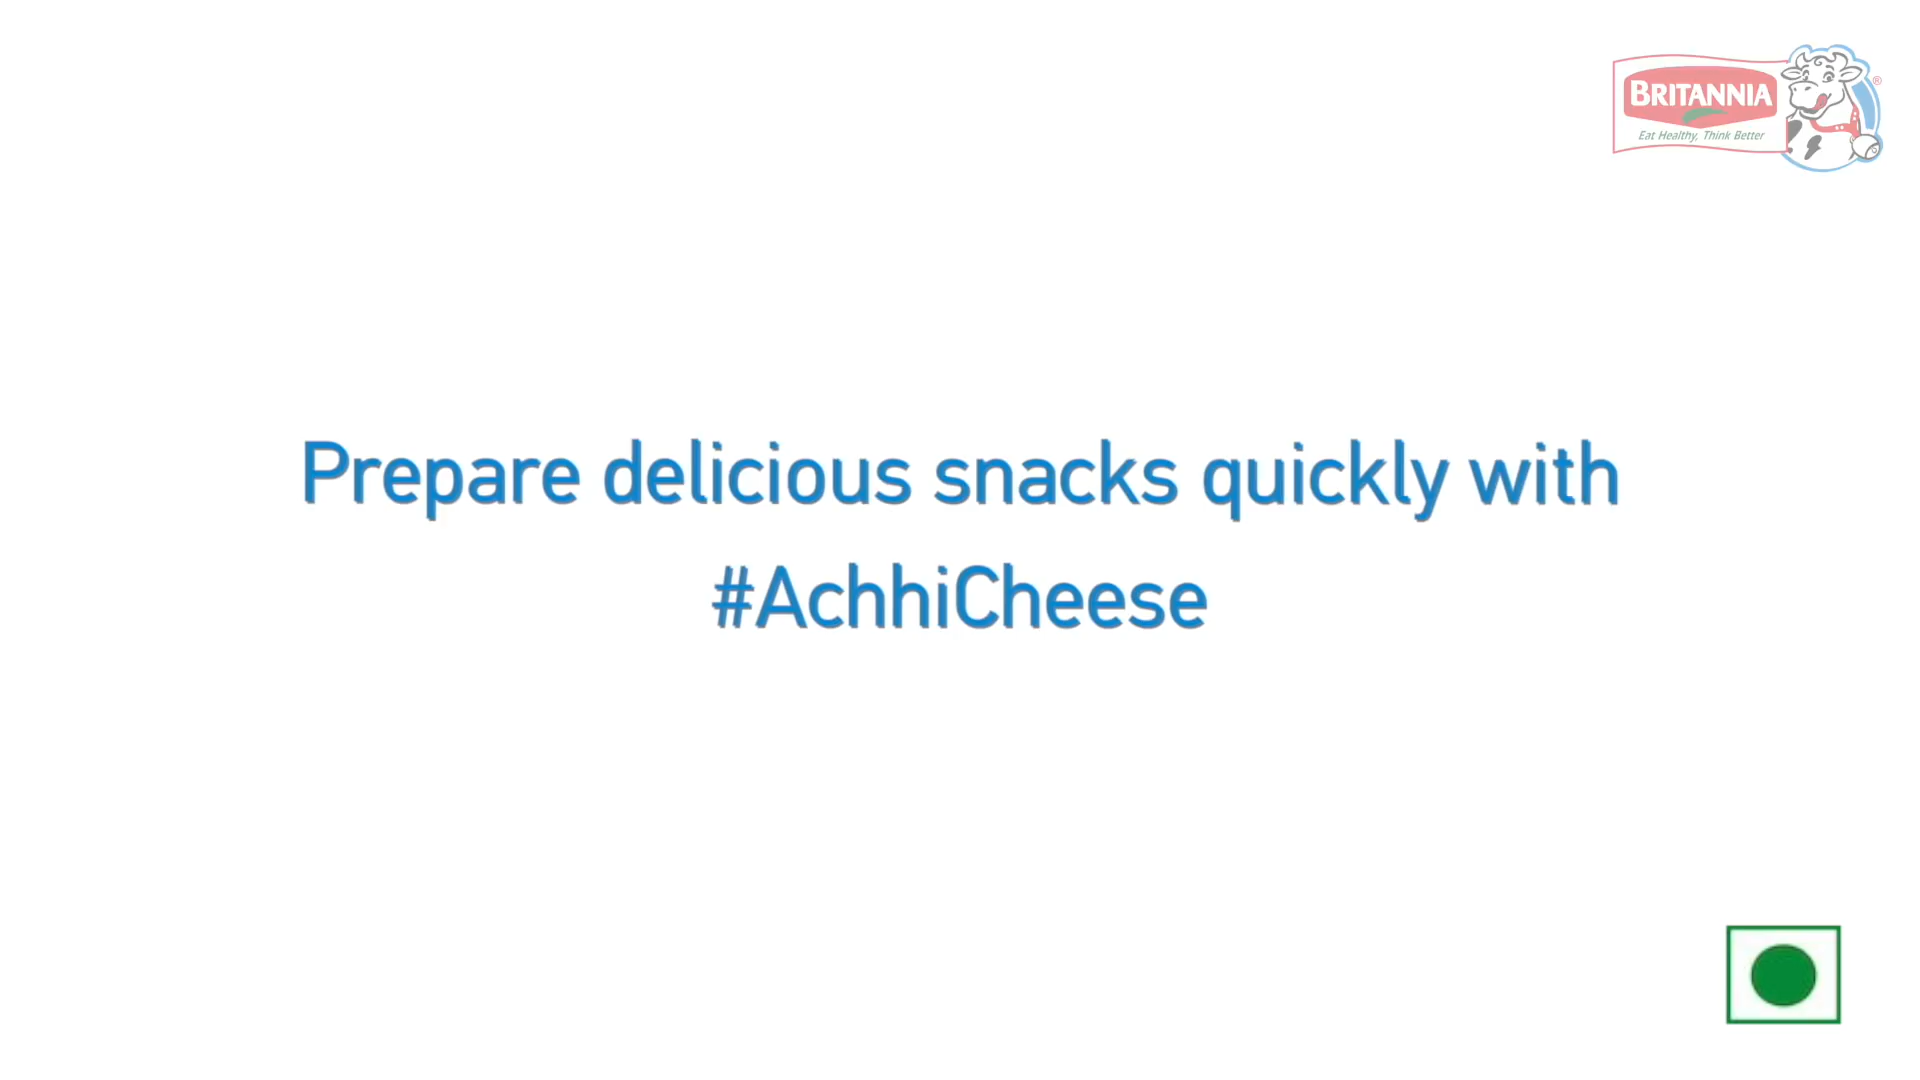 BRITANNIA
®
Eat Healthy, Think Better
Prepare delicious snacks quickly with
#AchhiCheese